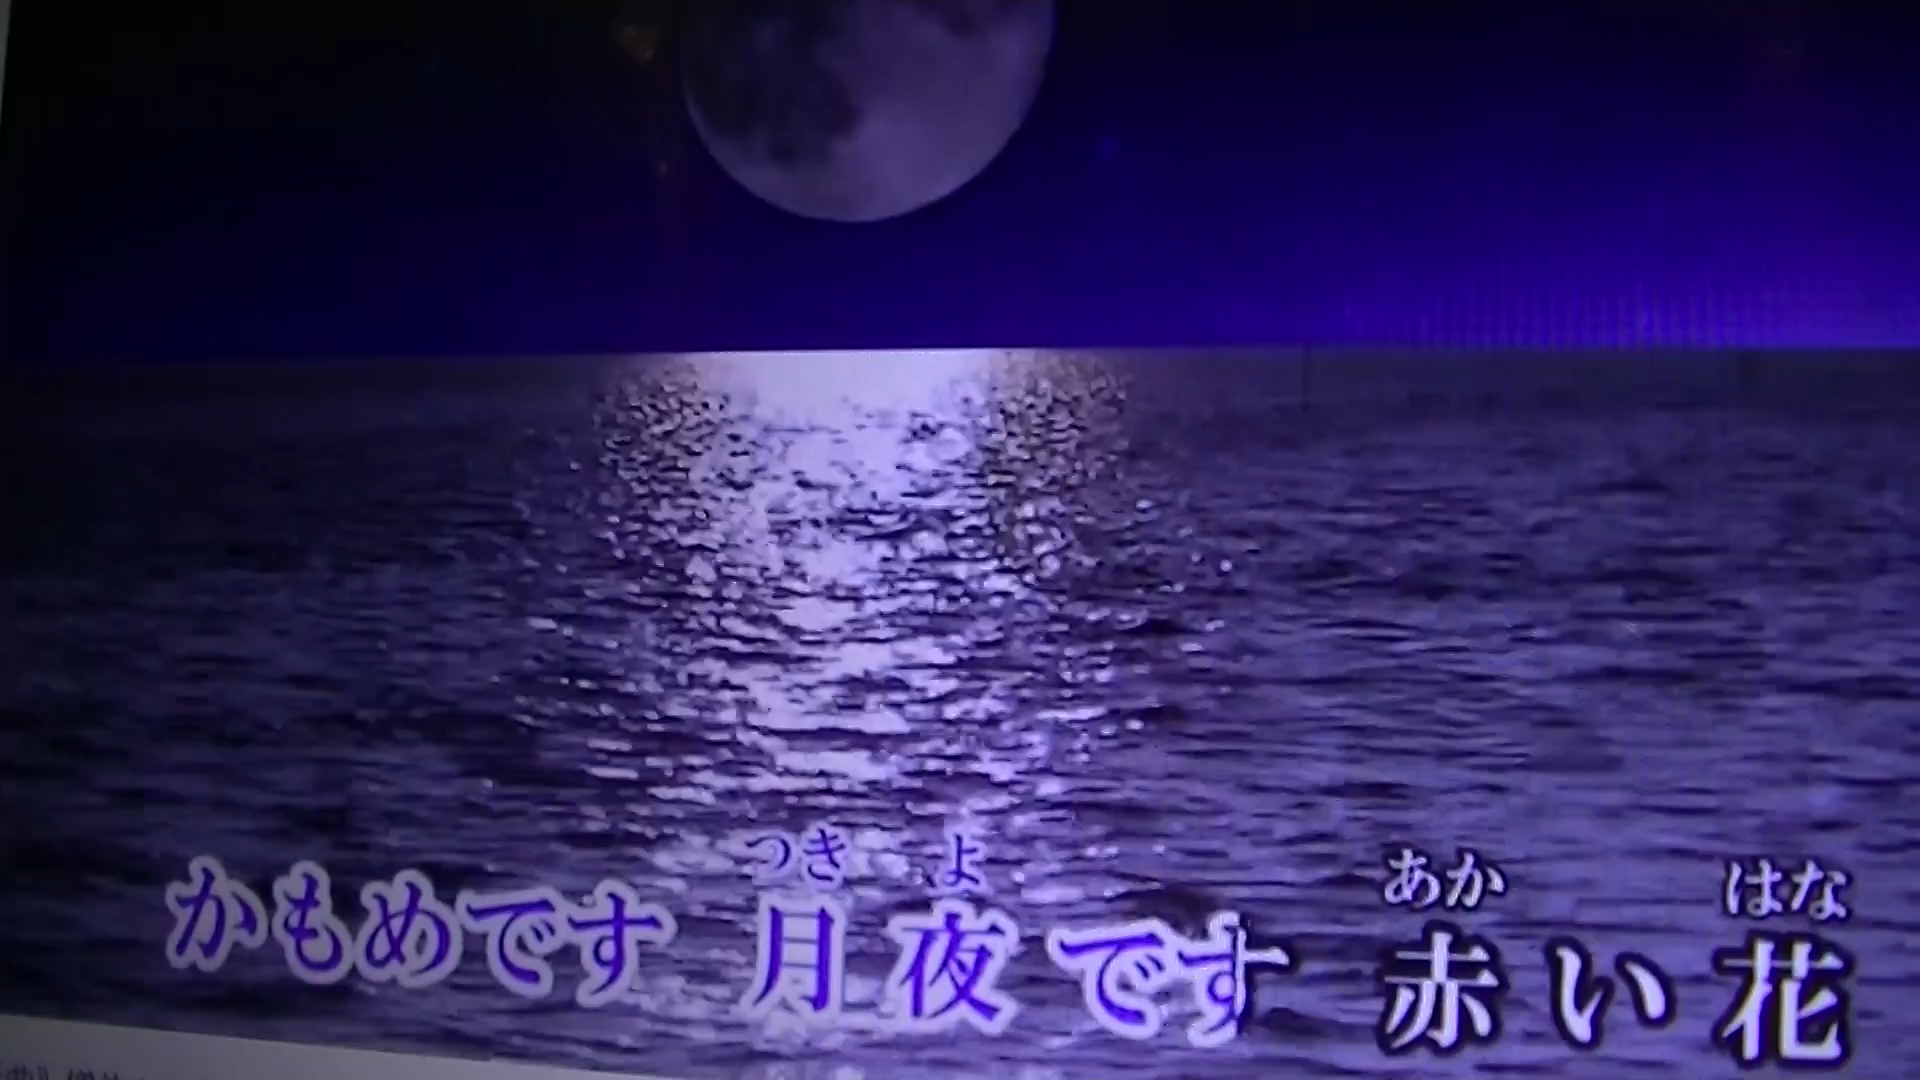 つき よ あか はな
かもめです 月夜です 赤い花